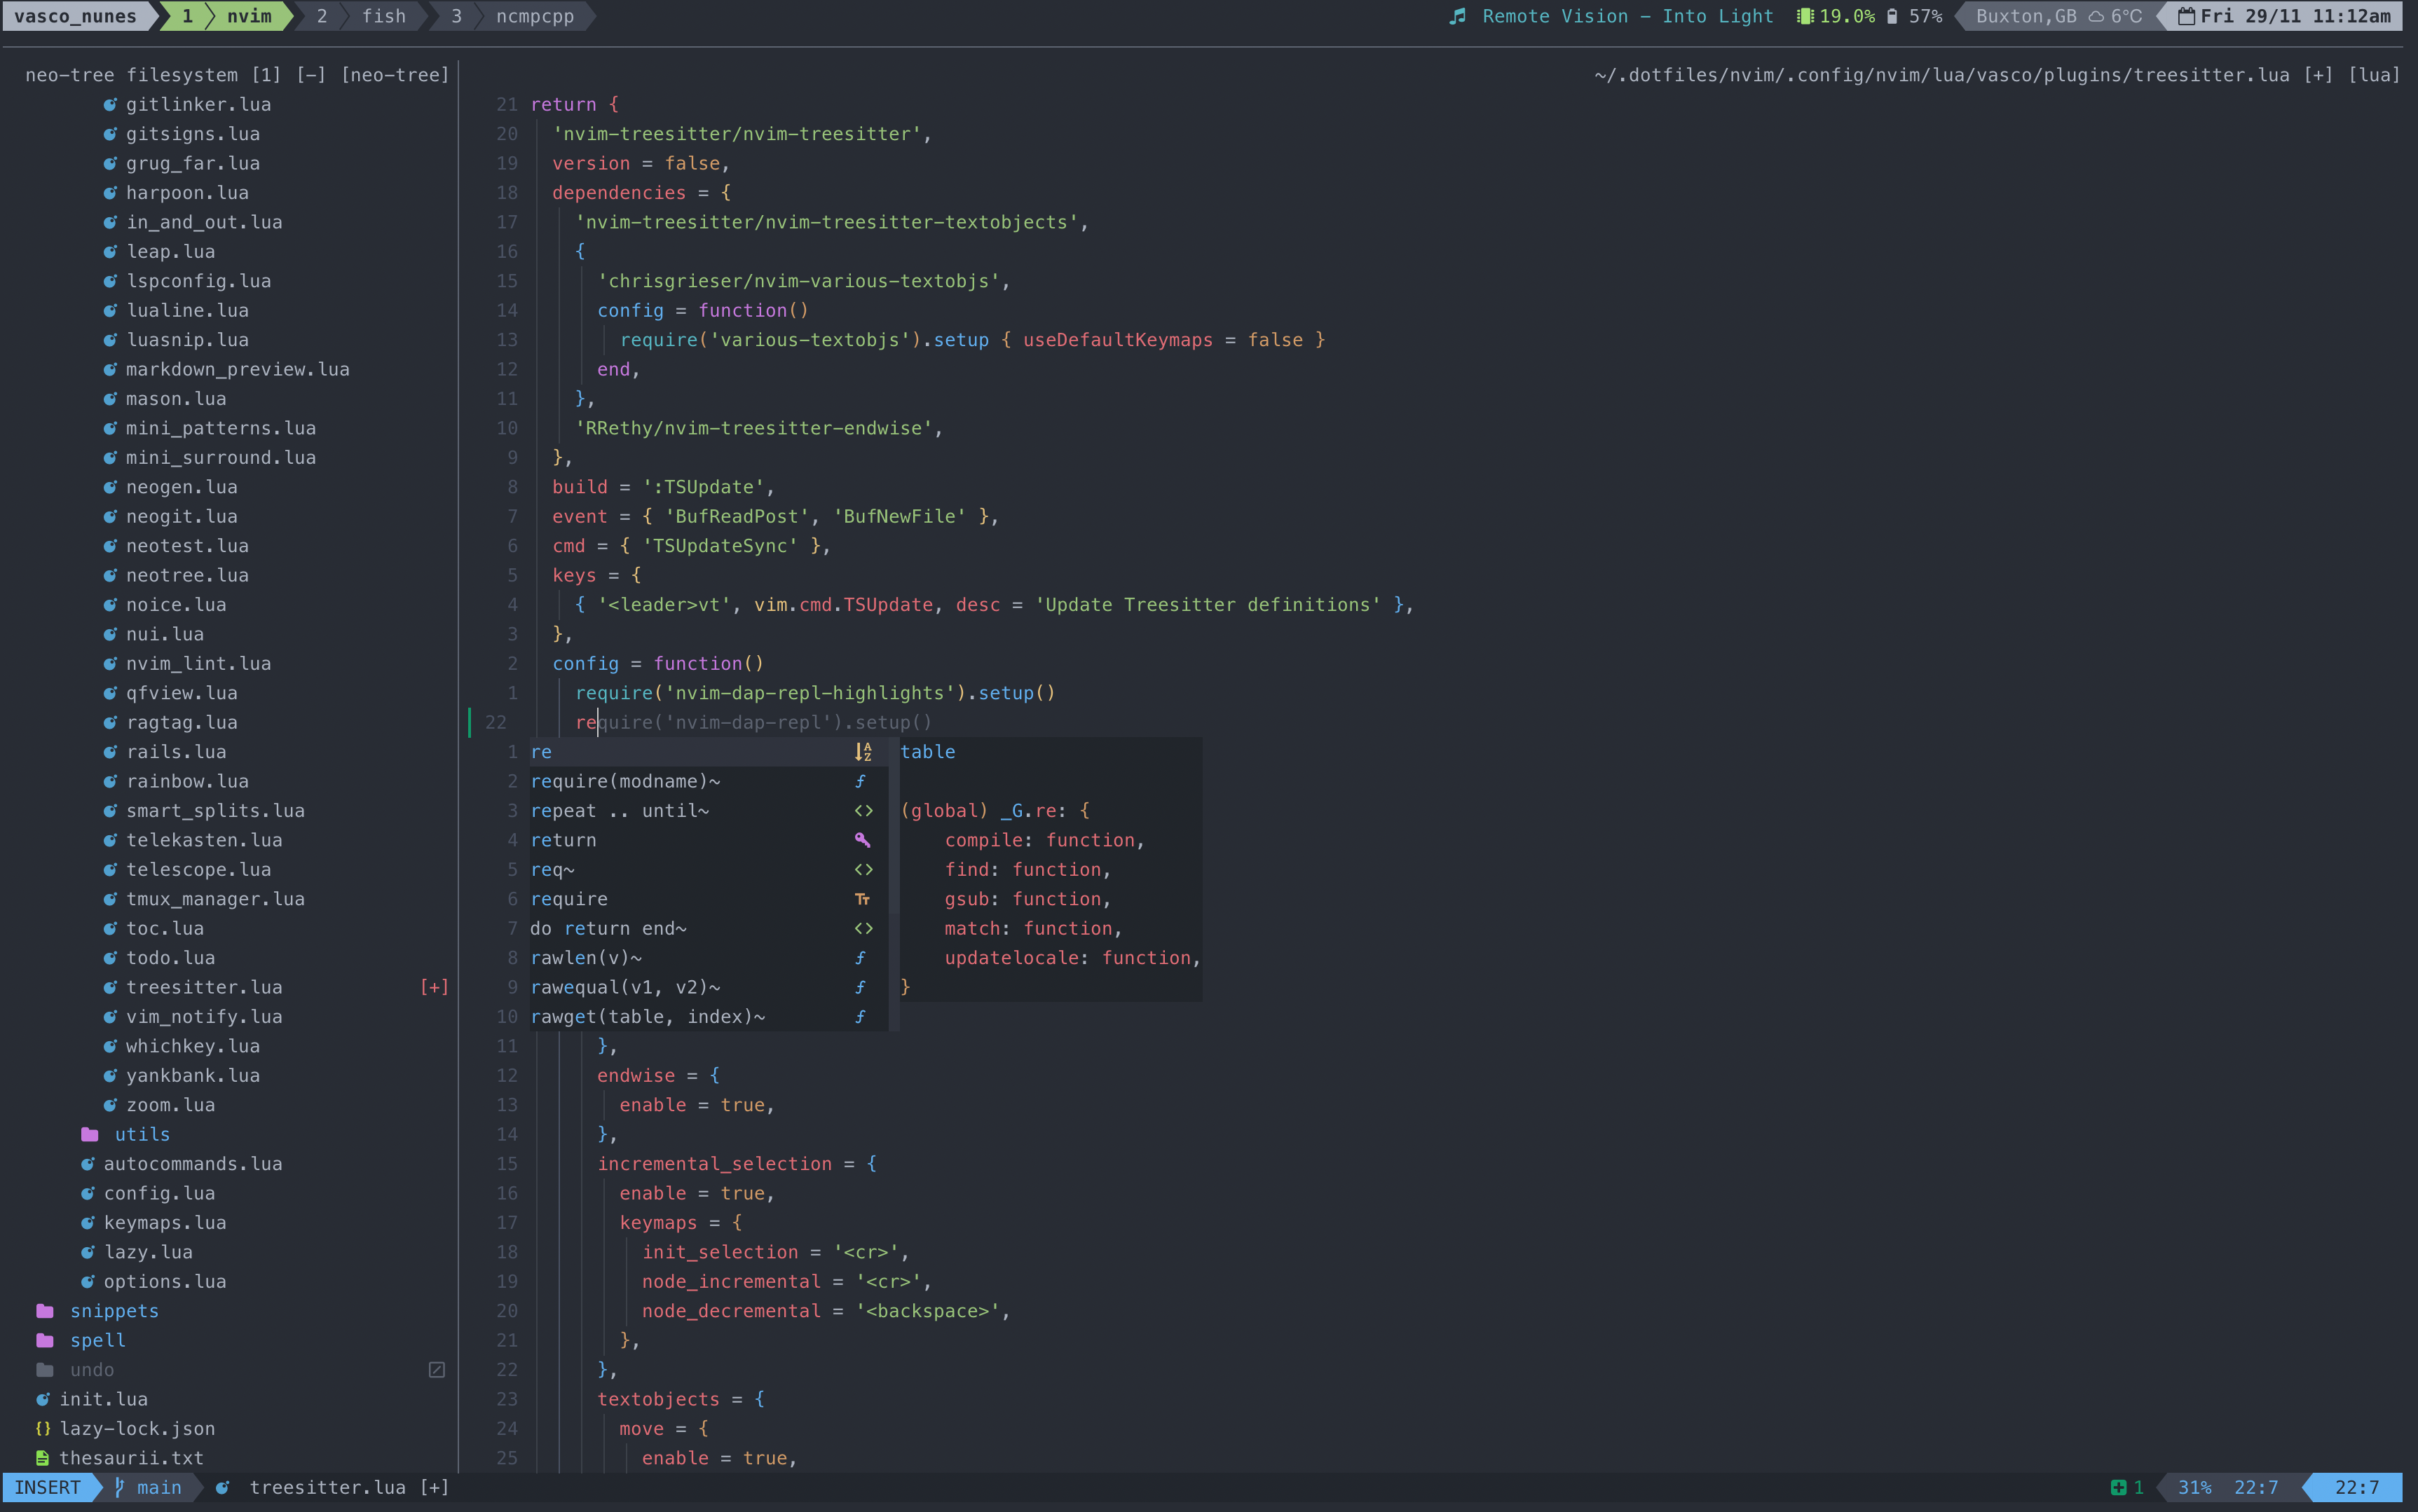 vasco_nunes 1 nvim 2 fish 3 ncmpcpp Remote Vision – Into Light 19.0% 57% Buxton,GB 6°C Fri 29/11 11:12am
neo-tree filesystem [1] [-] [neo-tree]
gitlinker.lua
gitsigns.lua
grug_far.lua
harpoon.lua
in_and_out.lua
leap.lua
lspconfig.lua
lualine.lua
luasnip.lua
markdown_preview.lua
mason.lua
mini_patterns.lua
mini_surround.lua
neogen.lua
neogit.lua
neotest.lua
neotree.lua
noice.lua
nui.lua
nvim_lint.lua
qfview.lua
ragtag.lua
rails.lua
rainbow.lua
smart_splits.lua
telekasten.lua
telescope.lua
tmux_manager.lua
toc.lua
todo.lua
treesitter.lua [+]
vim_notify.lua
whichkey.lua
yankbank.lua
zoom.lua
utils
autocommands.lua
config.lua
keymaps.lua
lazy.lua
options.lua
snippets
spell
undo
init.lua
lazy-lock.json
thesaurii.txt
~/.dotfiles/nvim/.config/nvim/lua/vasco/plugins/treesitter.lua [+] [lua]
21 return {
20 'nvim-treesitter/nvim-treesitter',
19 version = false,
18 dependencies = {
17 'nvim-treesitter/nvim-treesitter-textobjects',
16 {
15 'chrisgrieser/nvim-various-textobjs',
14 config = function()
13 require('various-textobjs').setup { useDefaultKeymaps = false }
12 end,
11 },
10 'RRethy/nvim-treesitter-endwise',
9 },
8 build = ':TSUpdate',
7 event = { 'BufReadPost', 'BufNewFile' },
6 cmd = { 'TSUpdateSync' },
5 keys = {
4 { '<leader>vt', vim.cmd.TSUpdate, desc = 'Update Treesitter definitions' },
3 },
2 config = function()
1 require('nvim-dap-repl-highlights').setup()
22 require('nvim-dap-repl').setup()
1 re
2 require(modname)~
3 repeat .. until~
4 return
5 req~
6 require
7 do return end~
8 rawlen(v)~
9 rawequal(v1, v2)~
10 rawget(table, index)~
table
(global) _G.re: {
compile: function,
find: function,
gsub: function,
match: function,
updatelocale: function,
}
11 },
12 endwise = {
13 enable = true,
14 },
15 incremental_selection = {
16 enable = true,
17 keymaps = {
18 init_selection = '<cr>',
19 node_incremental = '<cr>',
20 node_decremental = '<backspace>',
21 },
22 },
23 textobjects = {
24 move = {
25 enable = true,
INSERT main treesitter.lua [+] 1 31% 22:7 22:7